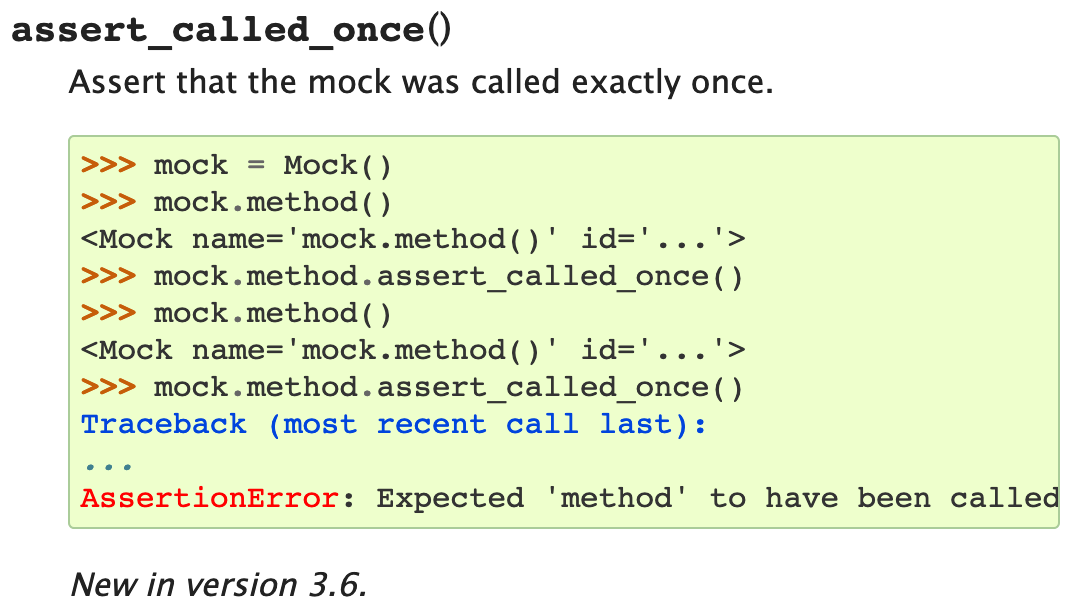 assert_called_once()
Assert that the mock was called exactly once.
>>> mock = Mock()
>>> mock.method()
<Mock name='mock.method()' id='...'>
>>> mock.method.assert_called_once()
>>> mock.method()
<Mock name='mock.method()' id='...'>
>>> mock.method.assert_called_once()
Traceback (most recent call last):
...
AssertionError: Expected 'method' to have been called
New in version 3.6.